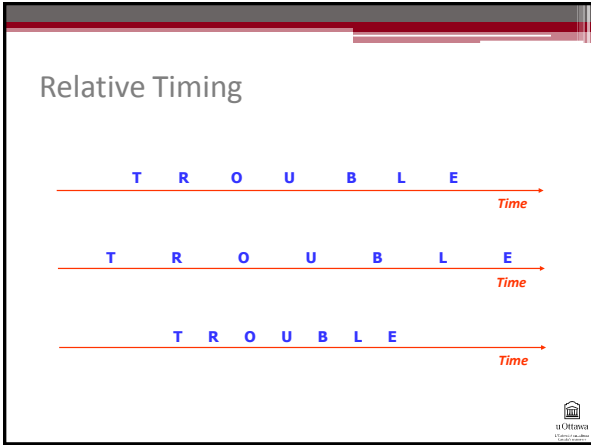 Relative Timing
T R O U B L E
Time
T R O U B L E
Time
T R O U B L E
Time
uOttawa